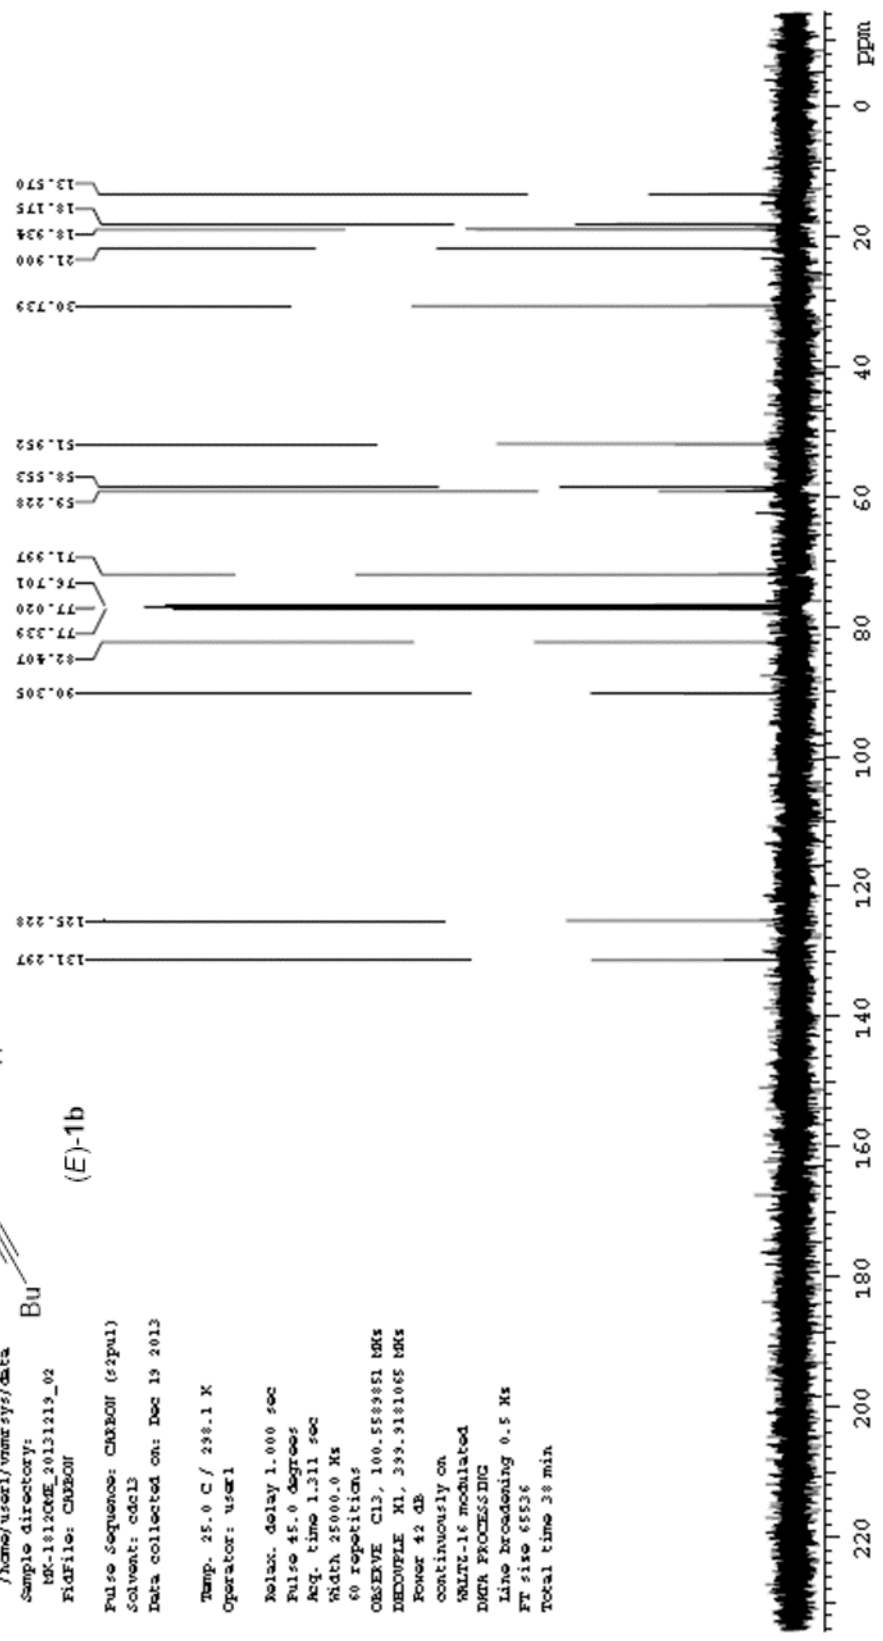 /home/user1/vnmrsys/data
Sample directory:
MK-1812OME_20131219_02
FidFile: CARBON
Pulse Sequence: CARBON (s2pul)
Solvent: cdcl3
Data collected on: Dec 19 2013
Temp. 25.0 C / 298.1 K
Operator: user1
Relax. delay 1.000 sec
Pulse 45.0 degrees
Acq. time 1.311 sec
Width 25000.0 Hz
60 repetitions
OBSERVE C13, 100.5589851 MHz
DECOUPLE H1, 399.9181065 MHz
Power 42 dB
continuously on
WALTZ-16 modulated
DATA PROCESSING
Line broadening 0.5 Hz
FT size 65536
Total time 38 min
Bu
(E)-1b
131.297
125.228
90.305
82.407
77.339
77.020
76.701
71.997
59.228
58.553
51.952
30.739
21.900
18.934
18.175
13.570
220 200 180 160 140 120 100 80 60 40 20 0 ppm